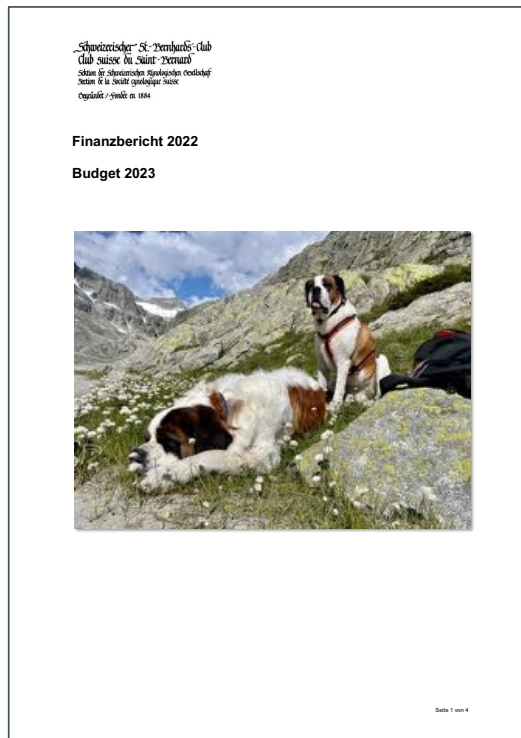 Schweizerischer St.-Bernhards-Club
Club suisse du Saint-Bernard
Sektion der Schweizerischen Kynologischen Gesellschaft
Section de la Société cynologique suisse
Gegründet / Fondée en 1884
Finanzbericht 2022
Budget 2023
Seite 1 von 4